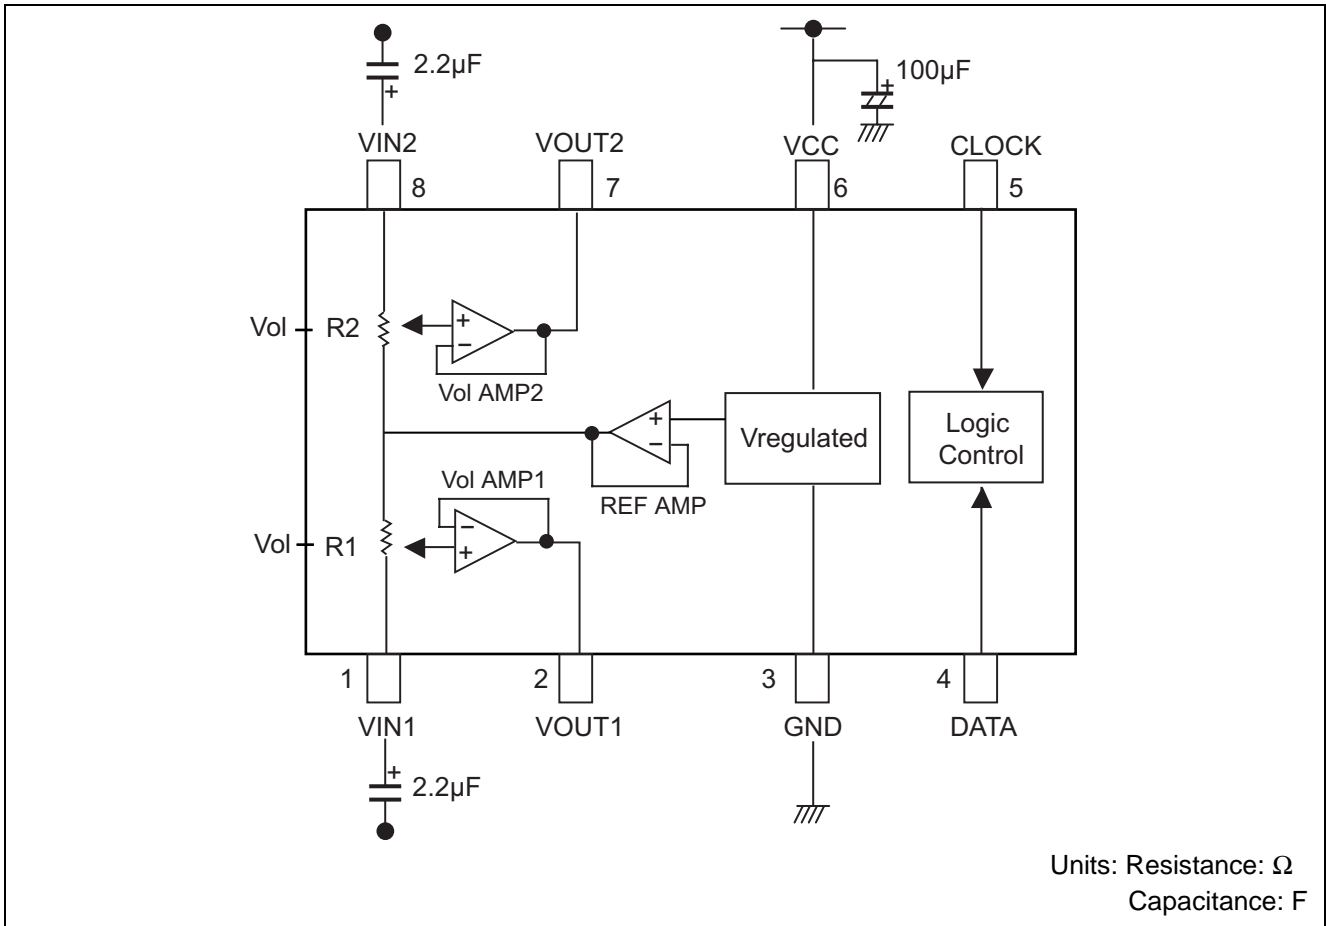 2.2µF
100µF
VIN2
VOUT2
VCC
CLOCK
8
7
6
5
Vol
R2
+
−
Vol AMP2
+
−
REF AMP
Vregulated
Logic
Control
Vol AMP1
−
+
Vol
R1
1
2
3
4
VIN1
VOUT1
GND
DATA
+
2.2µF
+
+
Units: Resistance: Ω
Capacitance: F